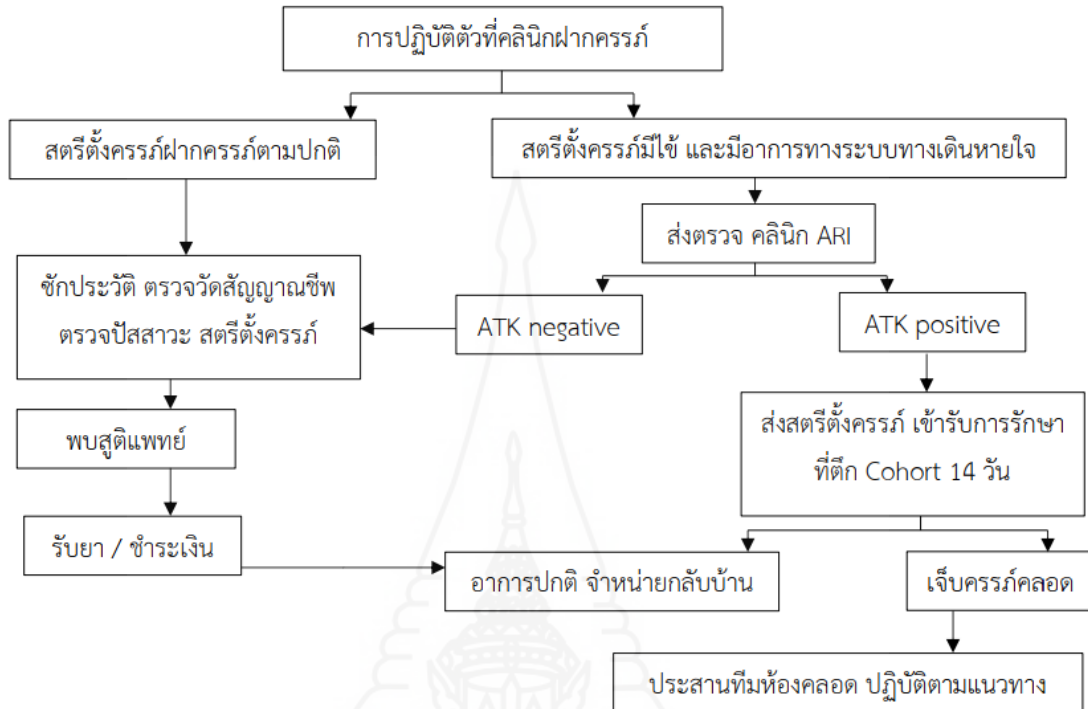 การปฏิบัติตัวที่คลินิกฝากครรภ์
สตรีตั้งครรภ์ฝากครรภ์ตามปกติ
สตรีตั้งครรภ์มีไข้ และมีอาการทางระบบทางเดินหายใจ
ส่งตรวจ คลินิก ARI
ซักประวัติ ตรวจวัดสัญญาณชีพ
ตรวจปัสสาวะ สตรีตั้งครรภ์
ATK negative
ATK positive
พบสูติแพทย์
ส่งสตรีตั้งครรภ์ เข้ารับการรักษา
ที่ตึก Cohort 14 วัน
รับยา / ชำระเงิน
อาการปกติ จำหน่ายกลับบ้าน
เจ็บครรภ์คลอด
ประสานทีมห้องคลอด ปฏิบัติตามแนวทาง